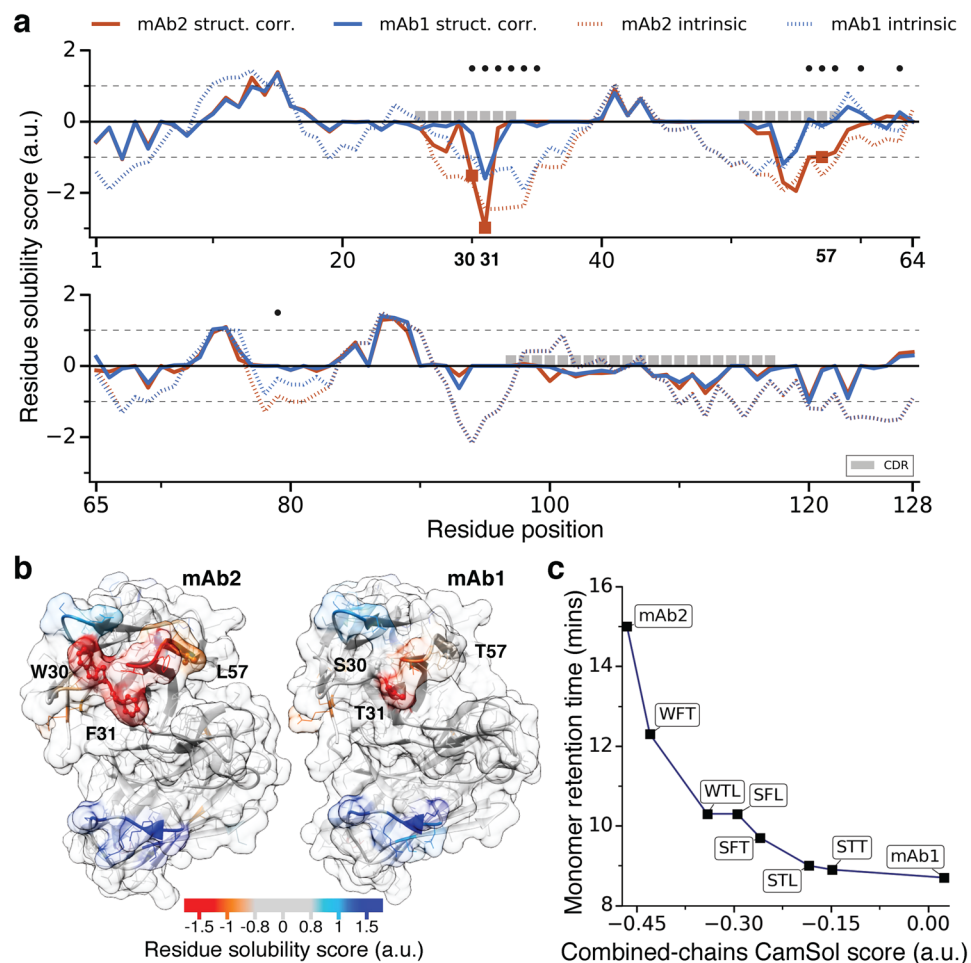 a
mAb2 struct. corr. mAb1 struct. corr. mAb2 intrinsic mAb1 intrinsic
Residue solubility score (a.u.)
2
0
−2
1 20 30 31 40 57 64
2
0
−2
CDR
65 80 100 120 128
Residue position
b
mAb2
W30
L57
F31
mAb1
S30
T57
T31
-1.5 -1 -0.8 0 0.8 1 1.5
Residue solubility score (a.u.)
c
Monomer retention time (mins)
16
14
12
10
8
mAb2
WFT
WTL
SFL
SFT
STL
STT
mAb1
−0.45 −0.30 −0.15 0.00
Combined-chains CamSol score (a.u.)